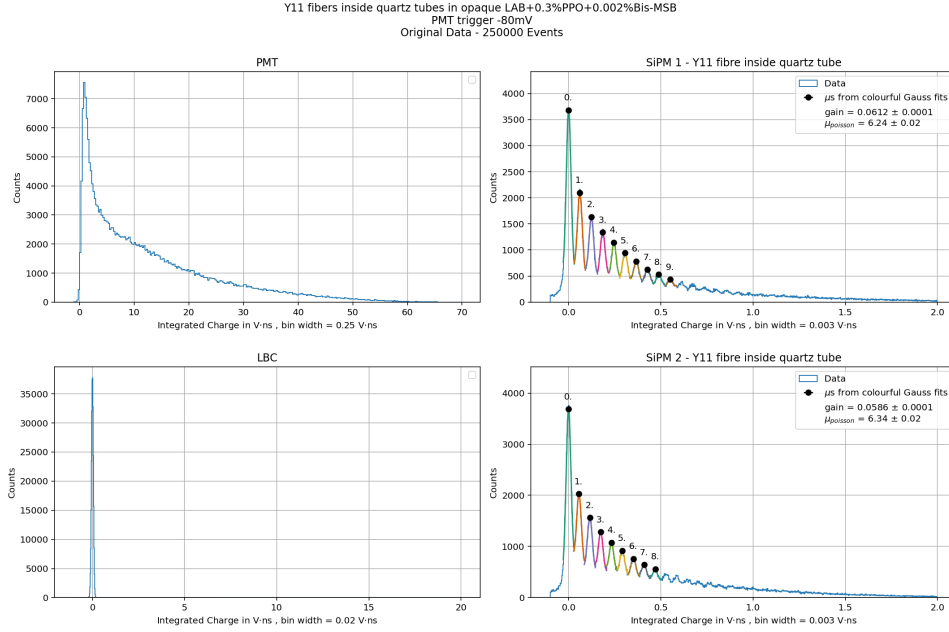 Y11 fibers inside quartz tubes in opaque LAB+0.3%PPO+0.002%Bis-MSB
PMT trigger -80mV
Original Data - 250000 Events
PMT
Counts
7000
6000
5000
4000
3000
2000
1000
0
0 10 20 30 40 50 60 70
Integrated Charge in V·ns , bin width = 0.25 V·ns
SiPM 1 - Y11 fibre inside quartz tube
Data
μs from colourful Gauss fits
gain = 0.0612 ± 0.0001
μpoisson = 6.24 ± 0.02
Counts
4000
3500
3000
2500
2000
1500
1000
500
0
0.
1.
2.
3.
4.
5.
6.
7.
8.
9.
0.0 0.5 1.0 1.5 2.0
Integrated Charge in V·ns , bin width = 0.003 V·ns
LBC
Counts
35000
30000
25000
20000
15000
10000
5000
0
0 5 10 15 20
Integrated Charge in V·ns , bin width = 0.02 V·ns
SiPM 2 - Y11 fibre inside quartz tube
Data
μs from colourful Gauss fits
gain = 0.0586 ± 0.0001
μpoisson = 6.34 ± 0.02
Counts
4000
3000
2000
1000
0
0.
1.
2.
3.
4.
5.
6.
7.
8.
0.0 0.5 1.0 1.5 2.0
Integrated Charge in V·ns , bin width = 0.003 V·ns